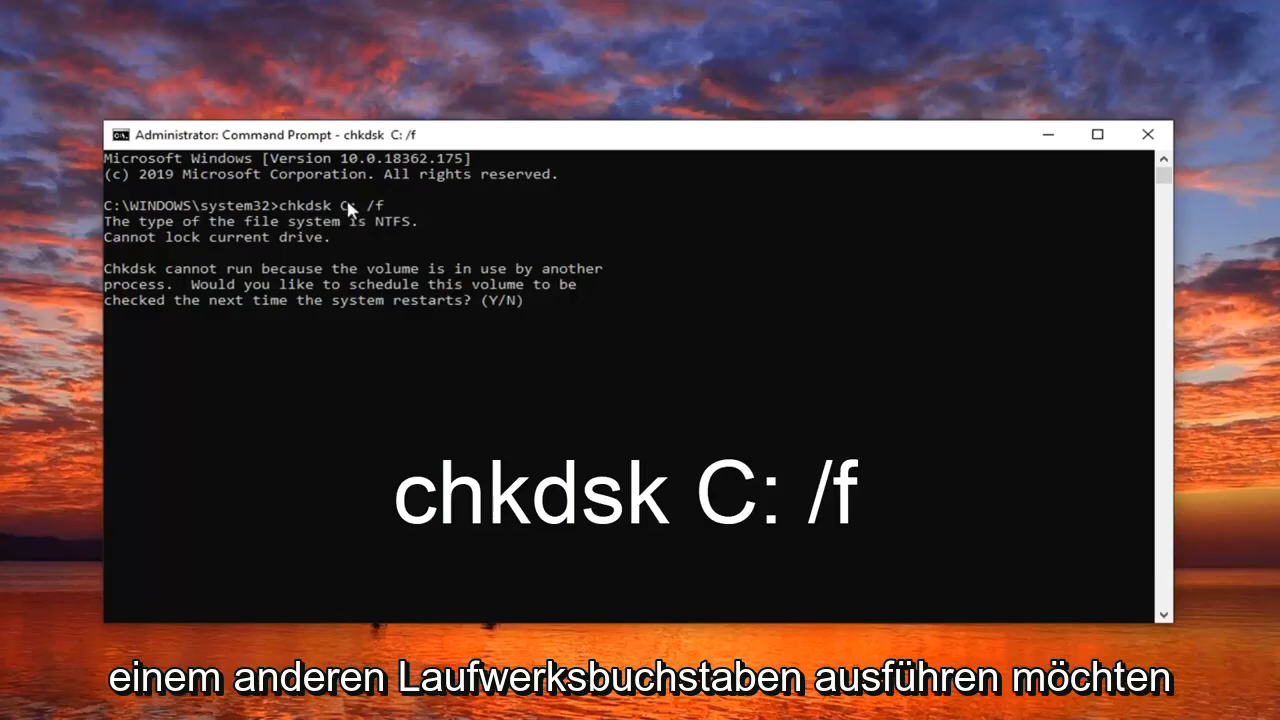 Administrator: Command Prompt - chkdsk  C: /f
Microsoft Windows [Version 10.0.18362.175]
(c) 2019 Microsoft Corporation. All rights reserved.
C:\WINDOWS\system32>chkdsk C: /f
The type of the file system is NTFS.
Cannot lock current drive.
Chkdsk cannot run because the volume is in use by another
process.  Would you like to schedule this volume to be
checked the next time the system restarts? (Y/N)
chkdsk C: /f
einem anderen Laufwerksbuchstaben ausführen möchten